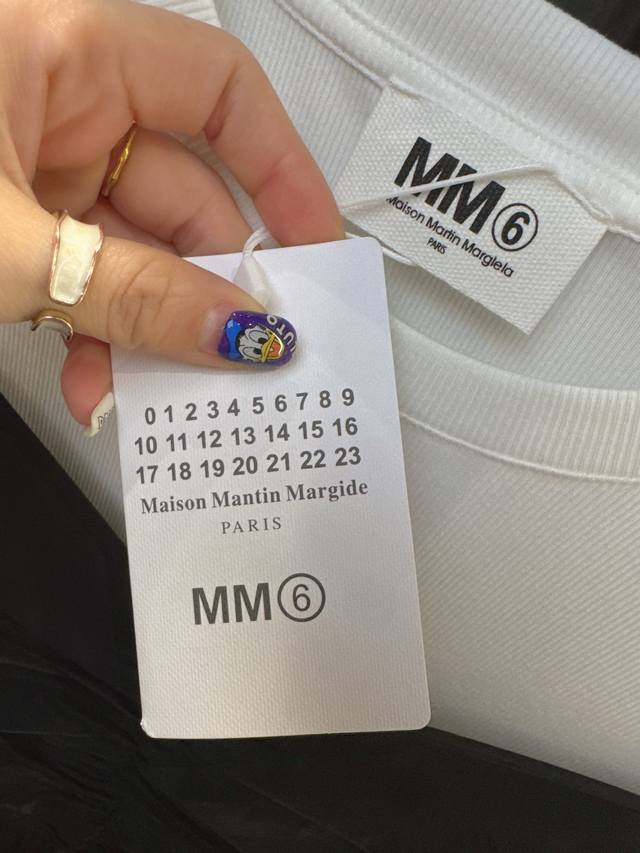 MM6
Maison Martin Marglela
PARIS
0 1 2 3 4 5 6 7 8 9
10 11 12 13 14 15 16
17 18 19 20 21 22 23
Maison Mantin Margide
PARIS
MM6